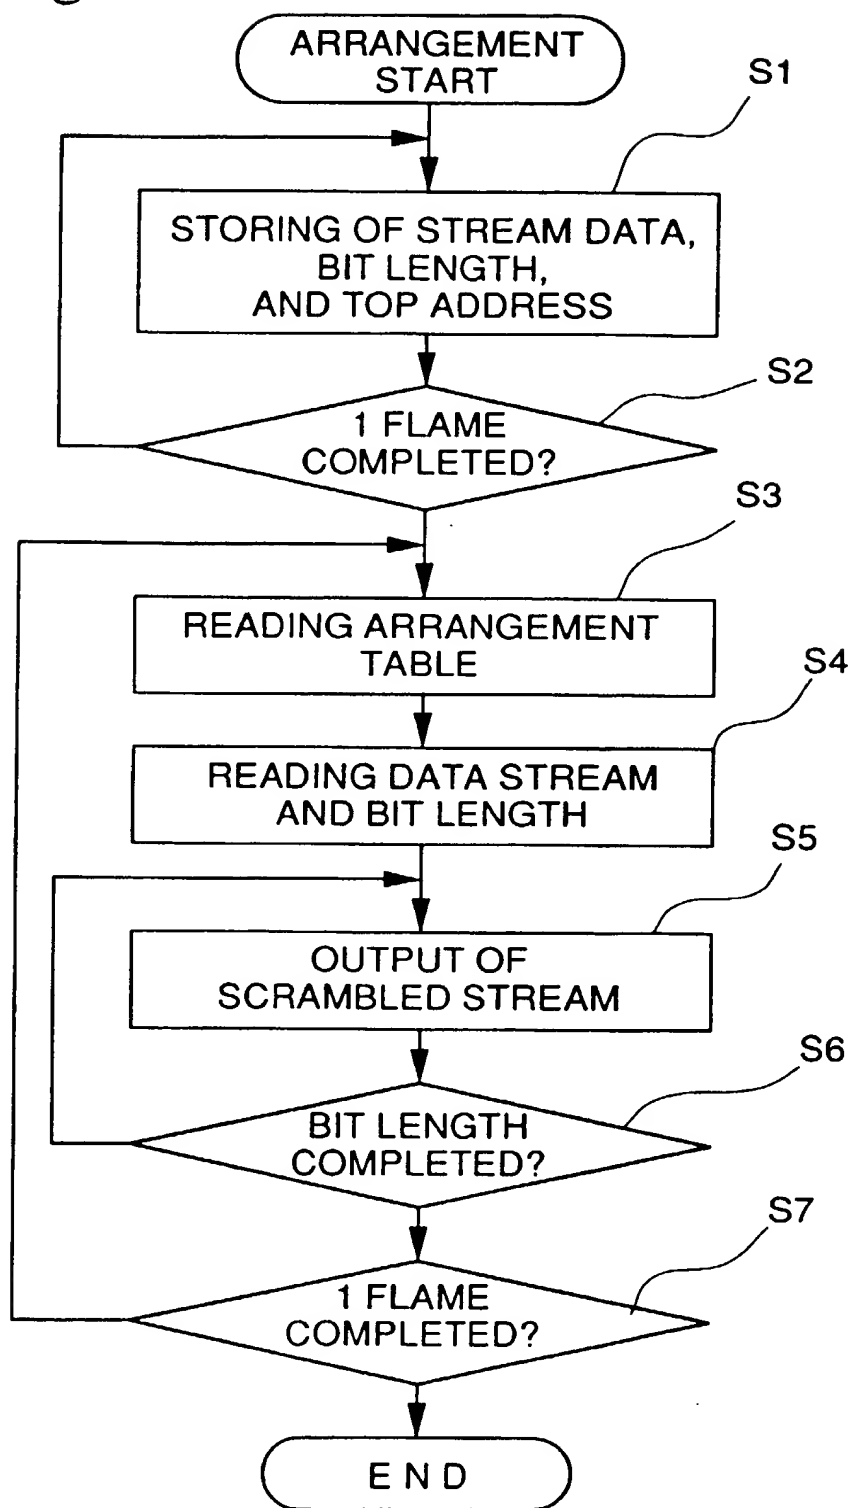 ARRANGEMENT
START
S1
STORING OF STREAM DATA,
BIT LENGTH,
AND TOP ADDRESS
S2
1 FLAME
COMPLETED?
S3
READING ARRANGEMENT
TABLE
S4
READING DATA STREAM
AND BIT LENGTH
S5
OUTPUT OF
SCRAMBLED STREAM
S6
BIT LENGTH
COMPLETED?
S7
1 FLAME
COMPLETED?
END